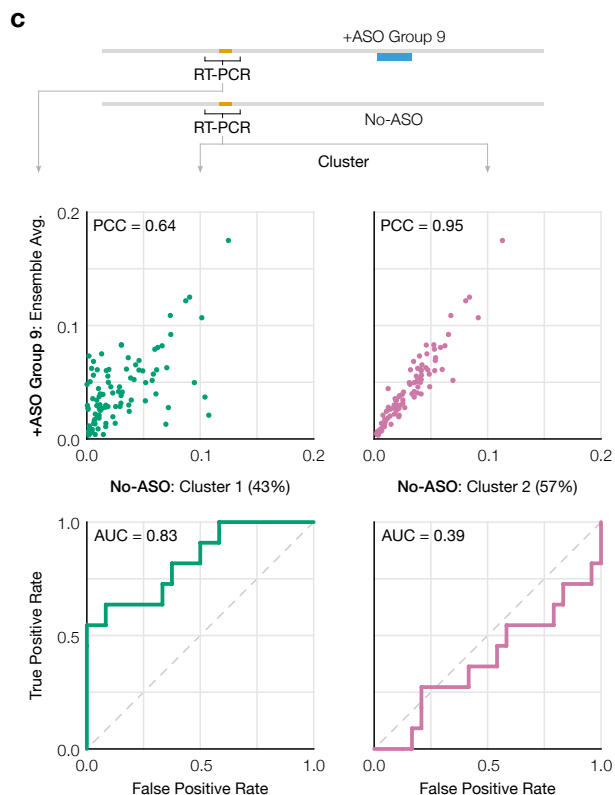 c
+ASO Group 9
RT-PCR
RT-PCR
No-ASO
Cluster
+ASO Group 9: Ensemble Avg.
0.2
0.1
0.0
PCC = 0.64
0.0 0.1 0.2
PCC = 0.95
0.0 0.1 0.2
No-ASO: Cluster 1 (43%)
No-ASO: Cluster 2 (57%)
True Positive Rate
1.0
0.5
0.0
AUC = 0.83
0.0 0.5 1.0
False Positive Rate
AUC = 0.39
0.0 0.5 1.0
False Positive Rate